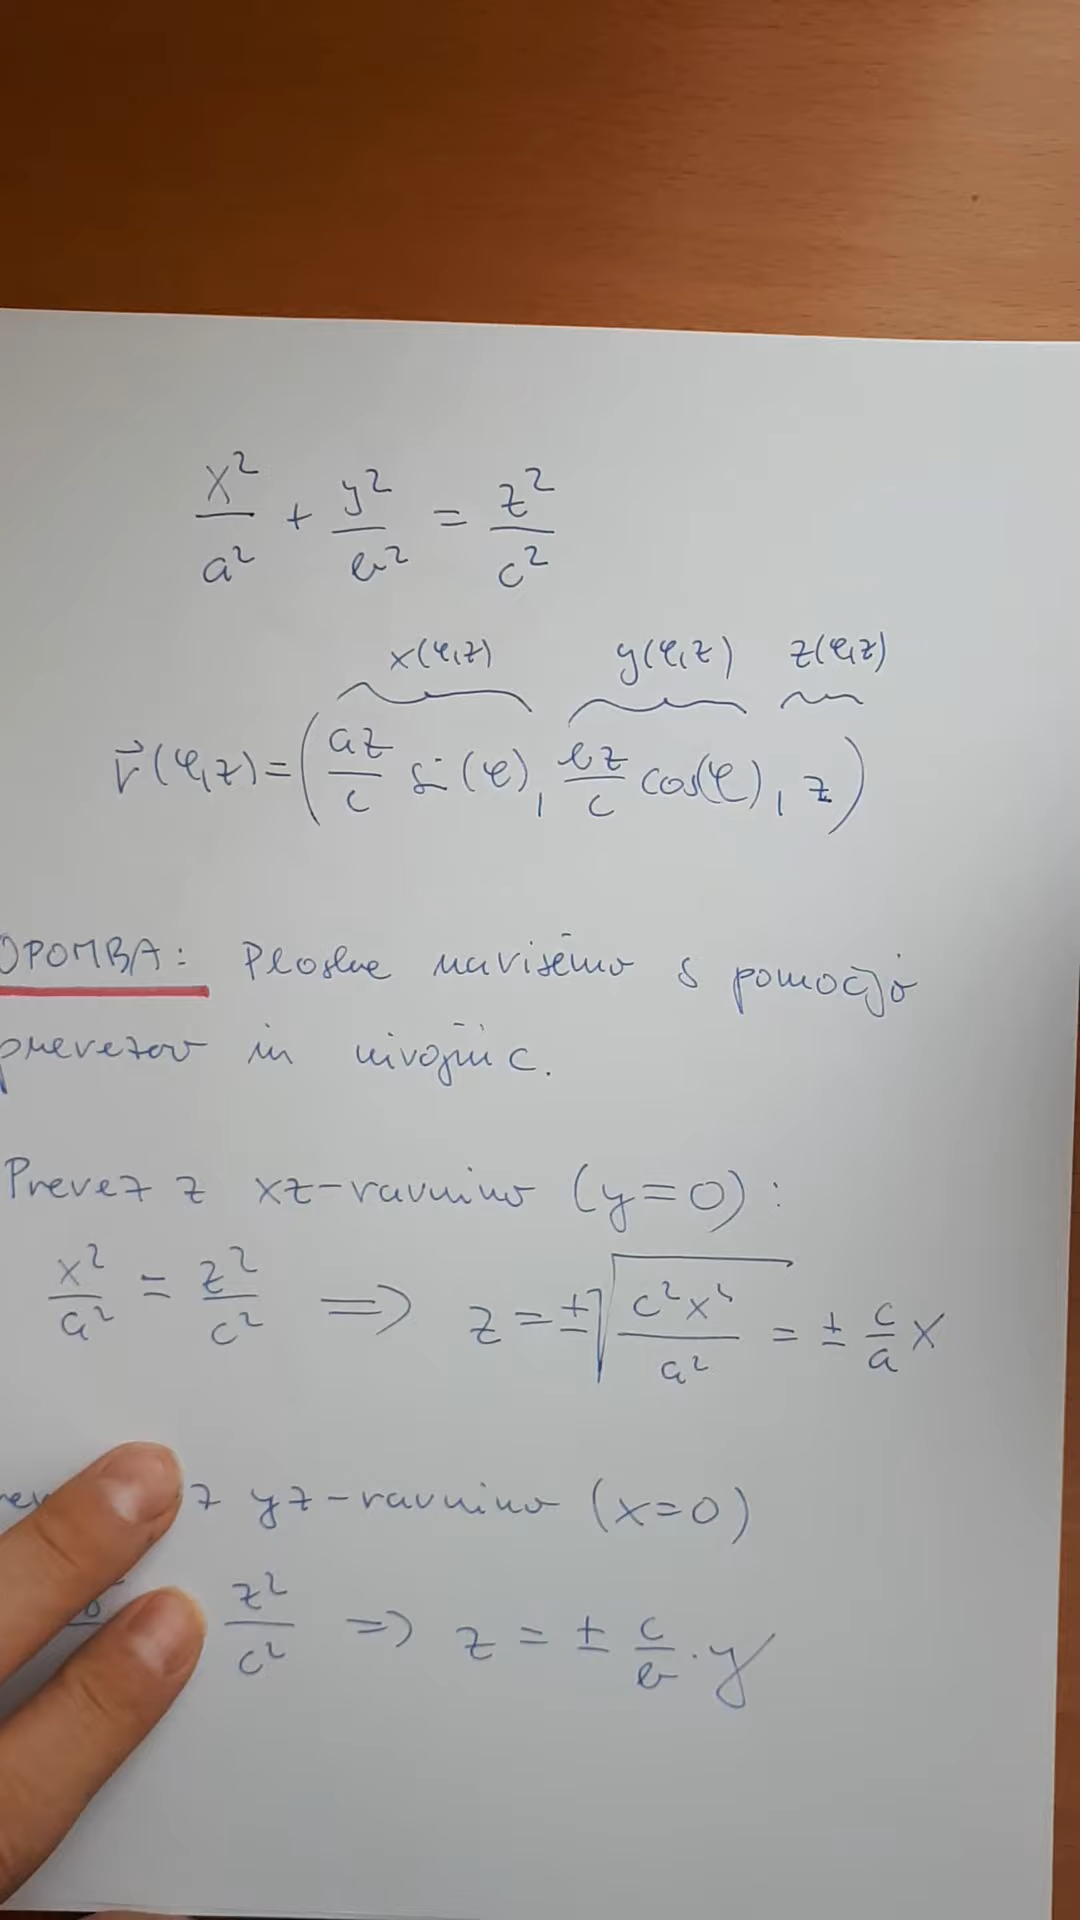 x²/a² + y²/b² = z²/c²
x(φ,z) y(φ,z) z(φ,z)
r⃗(φ,z) = (az/c sin(φ), bz/c cos(φ), z)
OPOMBA: Ploskve narišemo s pomočjo
prerezov in nivojnic.
Prerez z xz-ravnino (y=0):
x²/a² = z²/c² => z = ±√(c²x²/a²) = ± c/a x
z yz-ravnino (x=0)
z²/c² => z = ± c/b · y